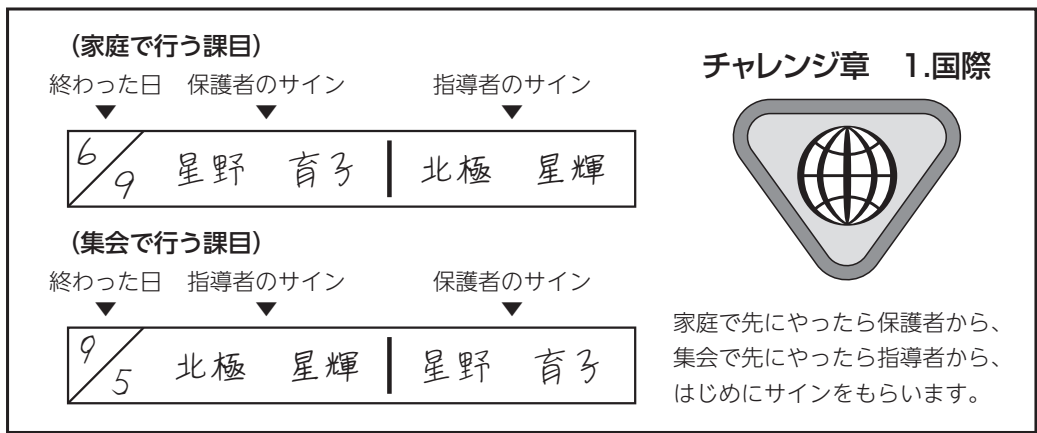 （家庭で行う課目）
終わった日 保護者のサイン 指導者のサイン
▼ ▼ ▼
6/9 星野 育子 北極 星輝
（集会で行う課目）
終わった日 指導者のサイン 保護者のサイン
▼ ▼ ▼
9/5 北極 星輝 星野 育子
チャレンジ章 1.国際
家庭で先にやったら保護者から、
集会で先にやったら指導者から、
はじめにサインをもらいます。